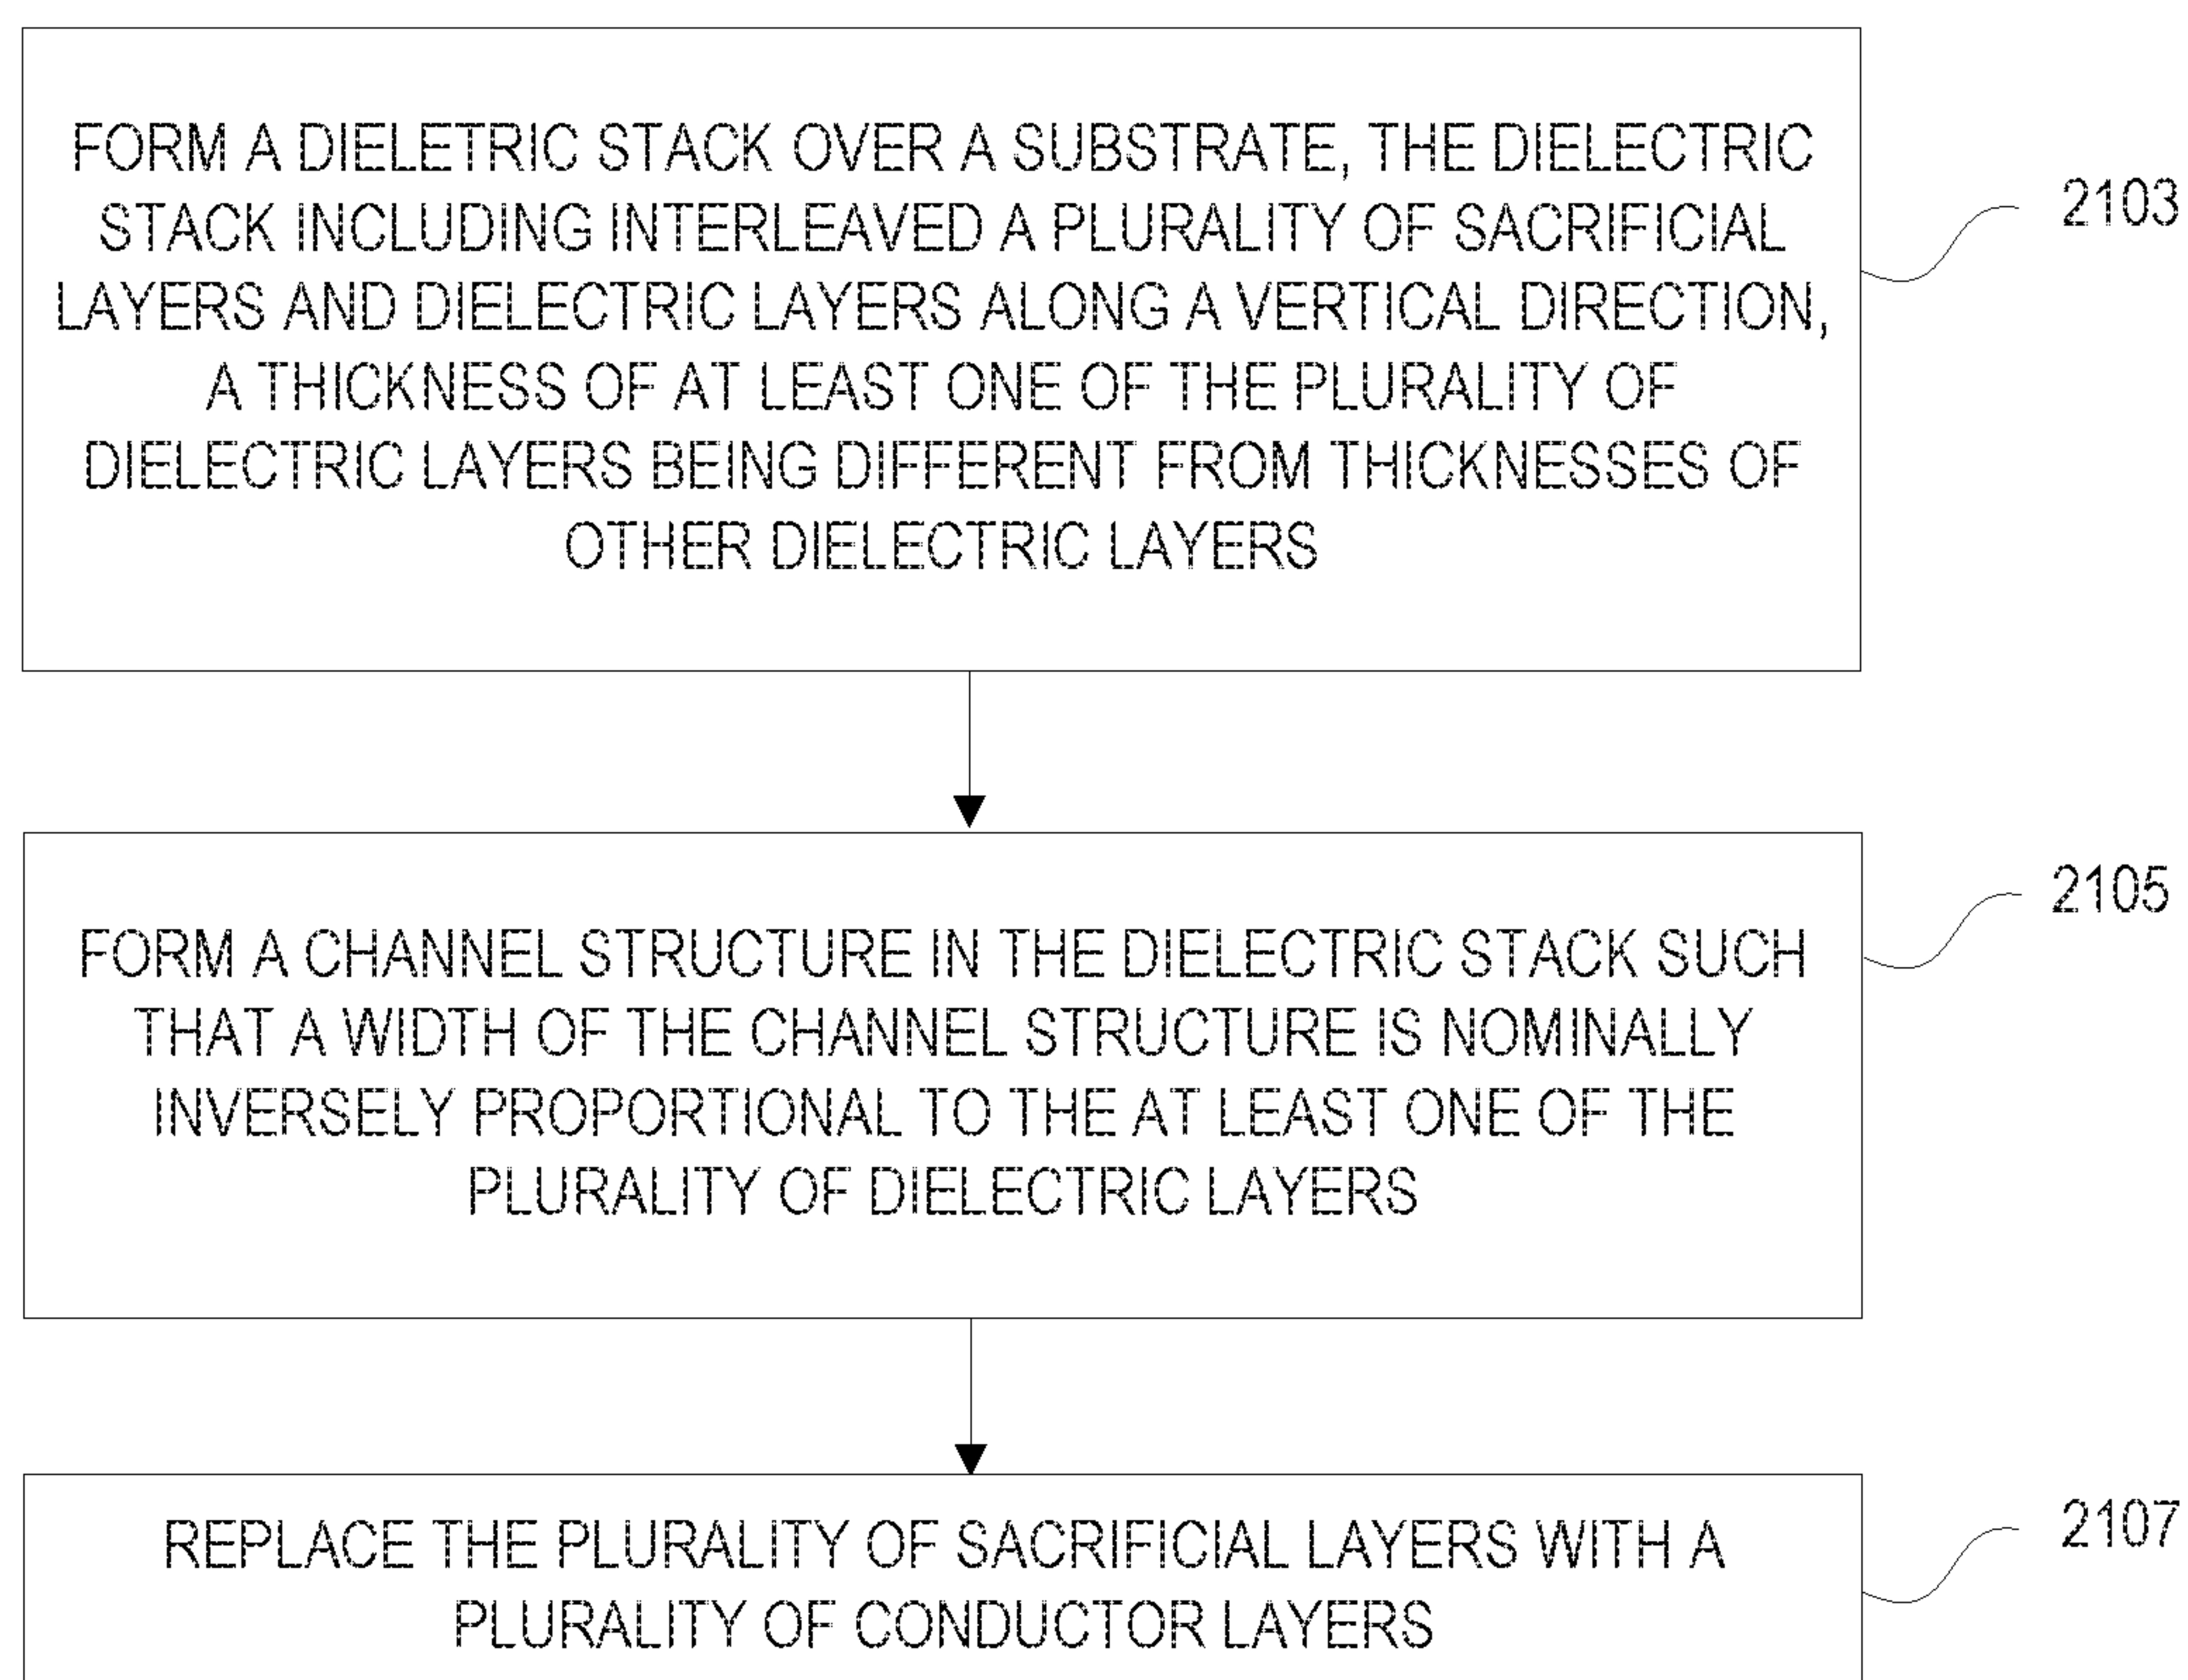 FORM A DIELETRIC STACK OVER A SUBSTRATE, THE DIELECTRIC
STACK INCLUDING INTERLEAVED A PLURALITY OF SACRIFICIAL
LAYERS AND DIELECTRIC LAYERS ALONG A VERTICAL DIRECTION,
A THICKNESS OF AT LEAST ONE OF THE PLURALITY OF
DIELECTRIC LAYERS BEING DIFFERENT FROM THICKNESSES OF
OTHER DIELECTRIC LAYERS
2103
FORM A CHANNEL STRUCTURE IN THE DIELECTRIC STACK SUCH
THAT A WIDTH OF THE CHANNEL STRUCTURE IS NOMINALLY
INVERSELY PROPORTIONAL TO THE AT LEAST ONE OF THE
PLURALITY OF DIELECTRIC LAYERS
2105
REPLACE THE PLURALITY OF SACRIFICIAL LAYERS WITH A
PLURALITY OF CONDUCTOR LAYERS
2107